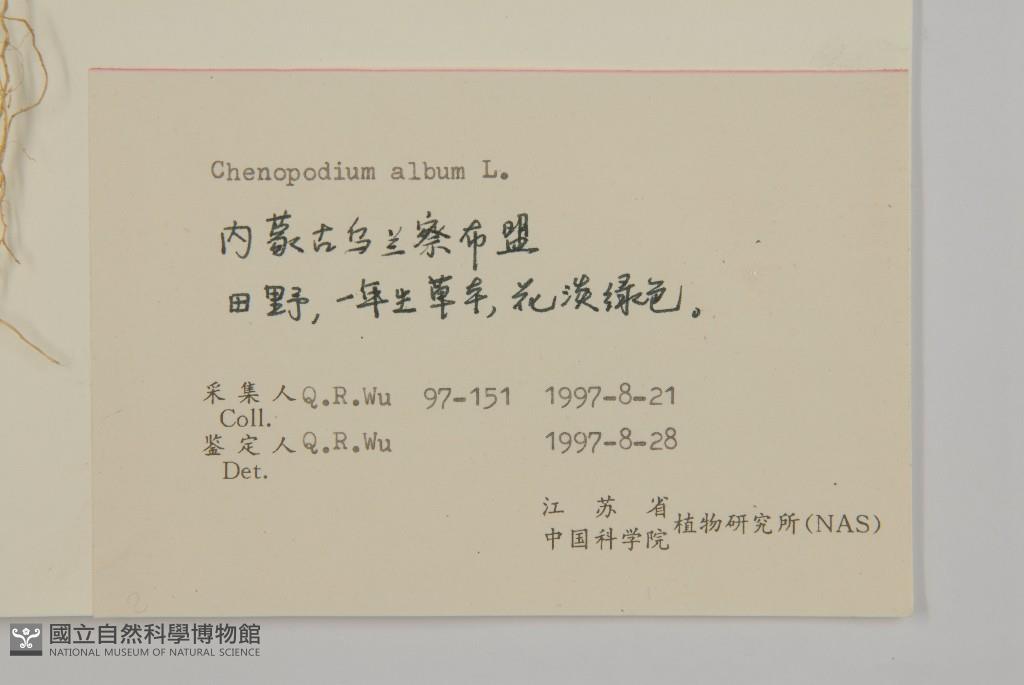 Chenopodium album L.
内蒙古乌兰察布盟
田野,一年生草本,花淡绿色。
采集人 Q.R.Wu 97-151 1997-8-21
Coll.
鉴定人 Q.R.Wu 1997-8-28
Det.
江苏省
中国科学院 植物研究所(NAS)
2
國立自然科學博物館
NATIONAL MUSEUM OF NATURAL SCIENCE